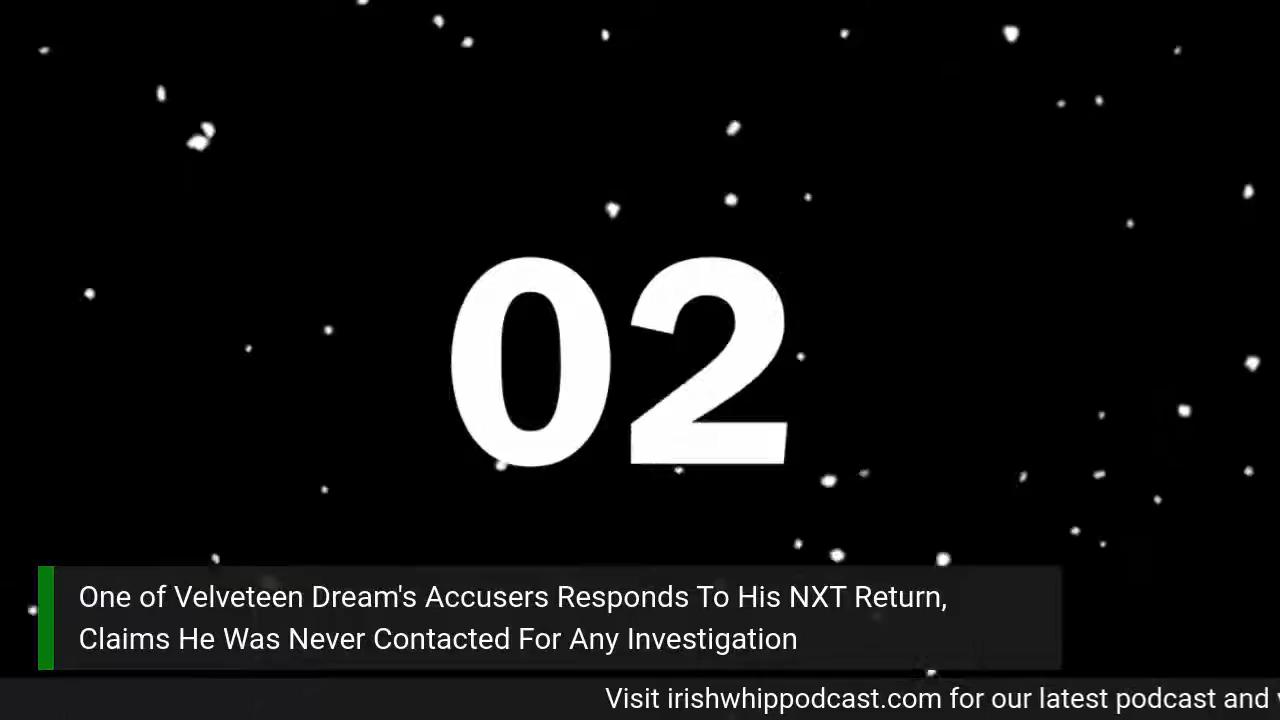 02
One of Velveteen Dream's Accusers Responds To His NXT Return,
Claims He Was Never Contacted For Any Investigation
Visit irishwhippodcast.com for our latest podcast and